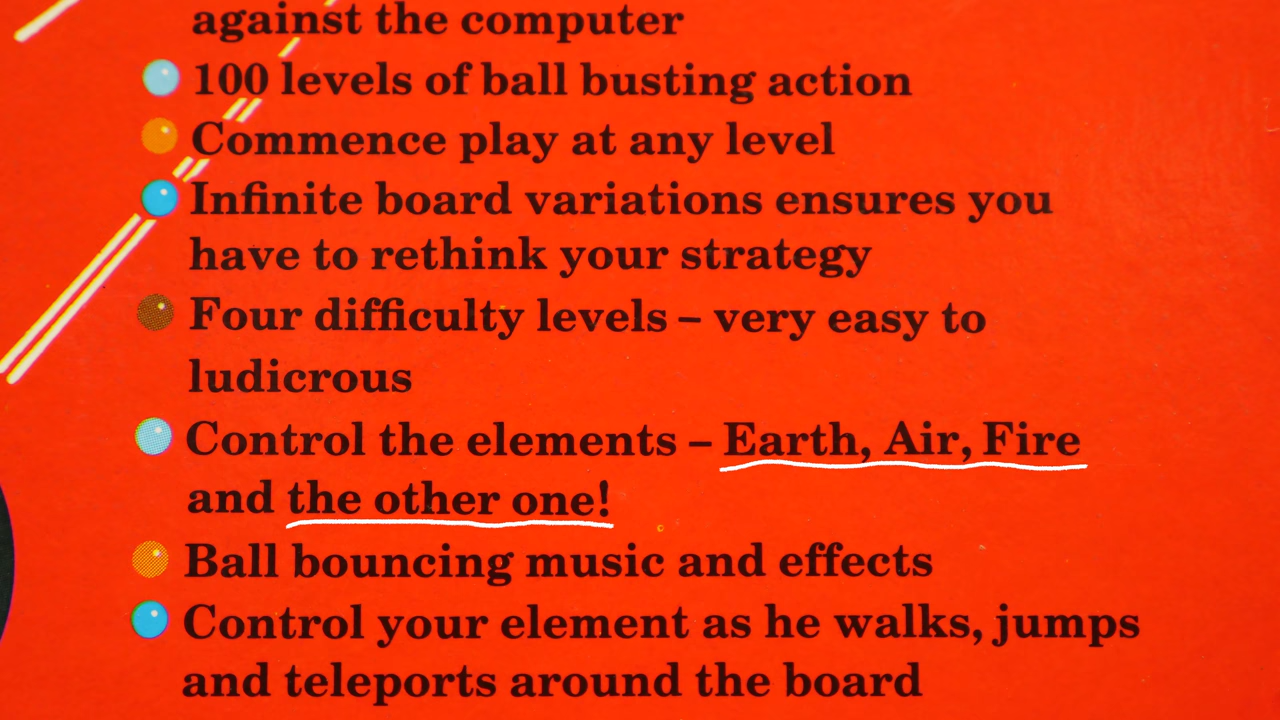 against the computer
100 levels of ball busting action
Commence play at any level
Infinite board variations ensures you
have to rethink your strategy
Four difficulty levels – very easy to
ludicrous
Control the elements – Earth, Air, Fire
and the other one!
Ball bouncing music and effects
Control your element as he walks, jumps
and teleports around the board